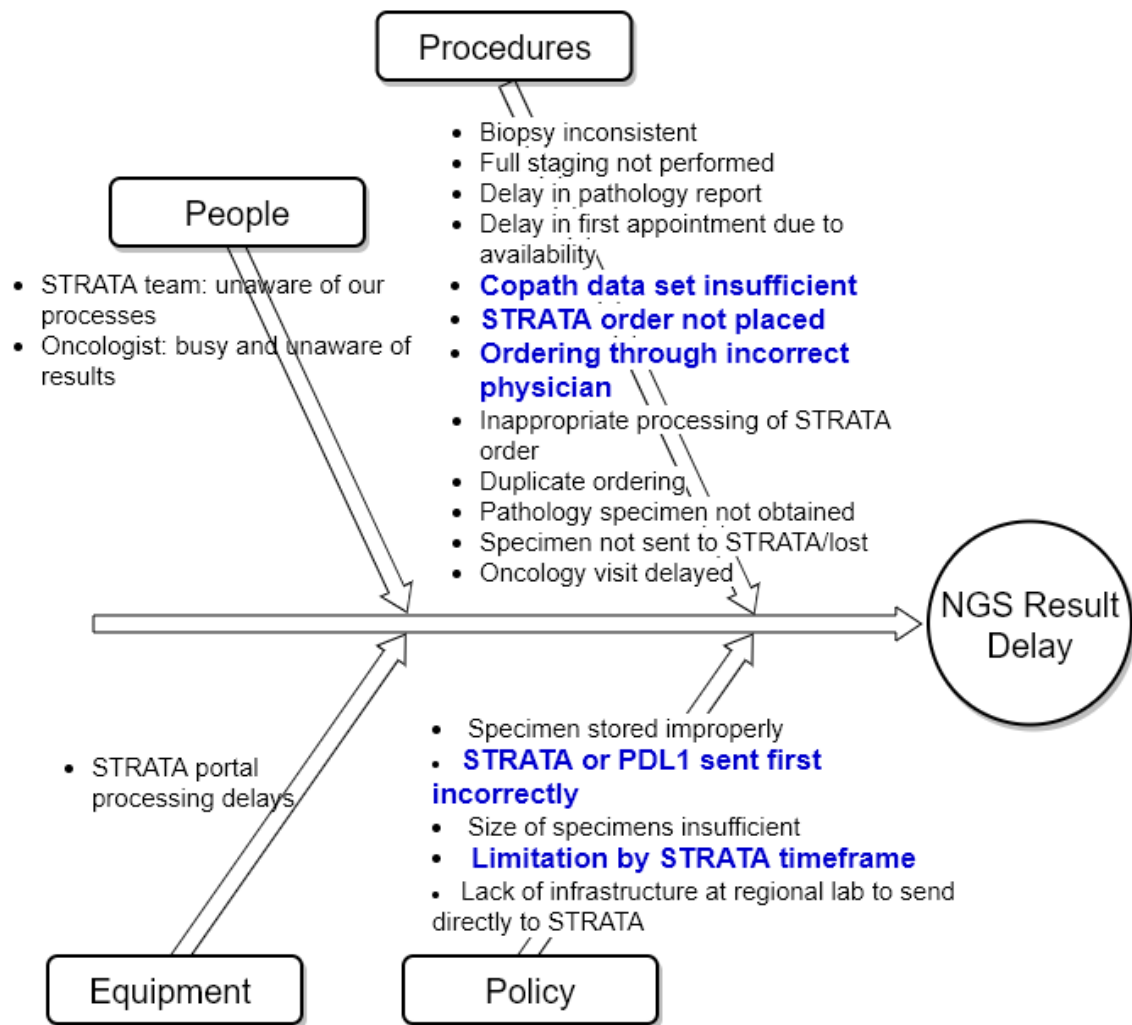 Procedures
• Biopsy inconsistent
• Full staging not performed
• Delay in pathology report
• Delay in first appointment due to
availability
• Copath data set insufficient
• STRATA order not placed
• Ordering through incorrect
physician
• Inappropriate processing of STRATA
order
• Duplicate ordering
• Pathology specimen not obtained
• Specimen not sent to STRATA/lost
• Oncology visit delayed
People
• STRATA team: unaware of our
processes
• Oncologist: busy and unaware of
results
NGS Result
Delay
• STRATA portal
processing delays
Equipment
• Specimen stored improperly
• STRATA or PDL1 sent first
incorrectly
• Size of specimens insufficient
• Limitation by STRATA timeframe
• Lack of infrastructure at regional lab to send
directly to STRATA
Policy